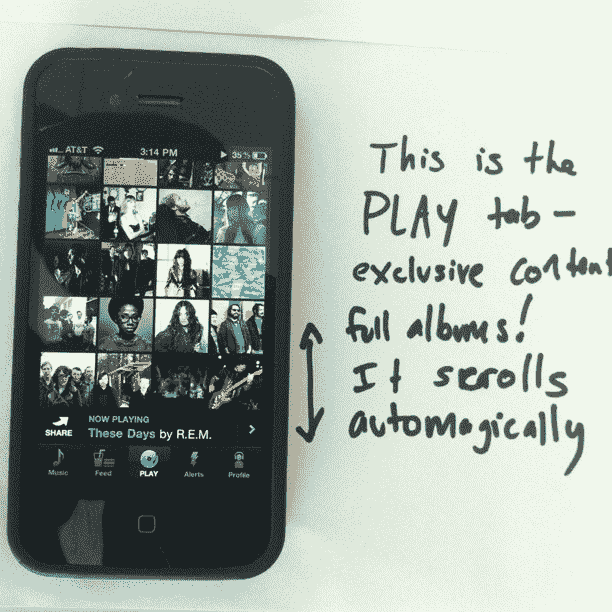 AT&T 3:14 PM 35%
This is the
PLAY tab -
exclusive content
full albums!
It scrolls
automagically
SHARE
NOW PLAYING
These Days by R.E.M.
Music Feed PLAY Alerts Profile